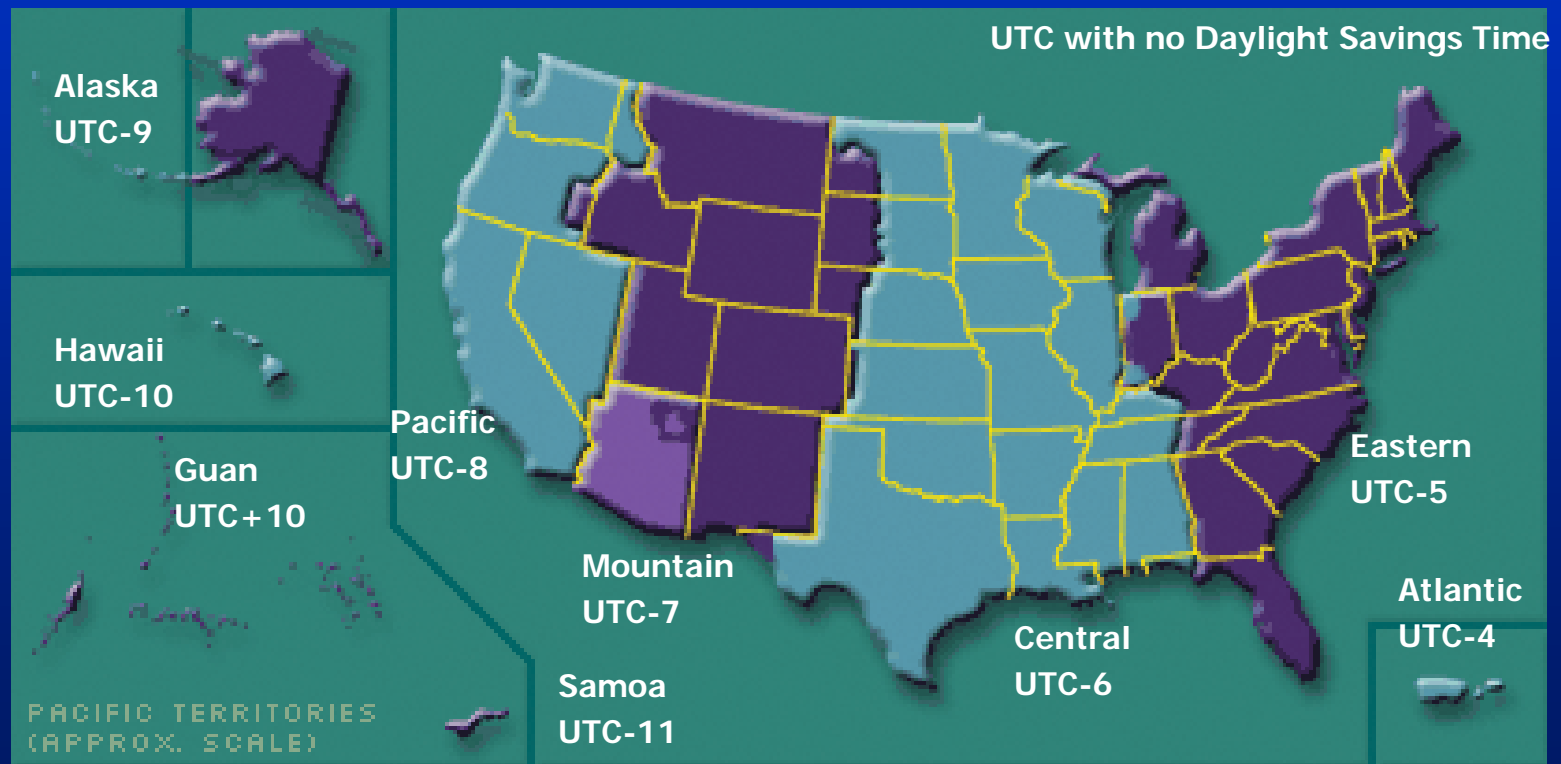 UTC with no Daylight Savings Time
Alaska
UTC-9
Hawaii
UTC-10
Pacific
UTC-8
Guan
UTC+10
Eastern
UTC-5
Mountain
UTC-7
Atlantic
UTC-4
Central
UTC-6
Samoa
UTC-11
PACIFIC TERRITORIES
(APPROX. SCALE)